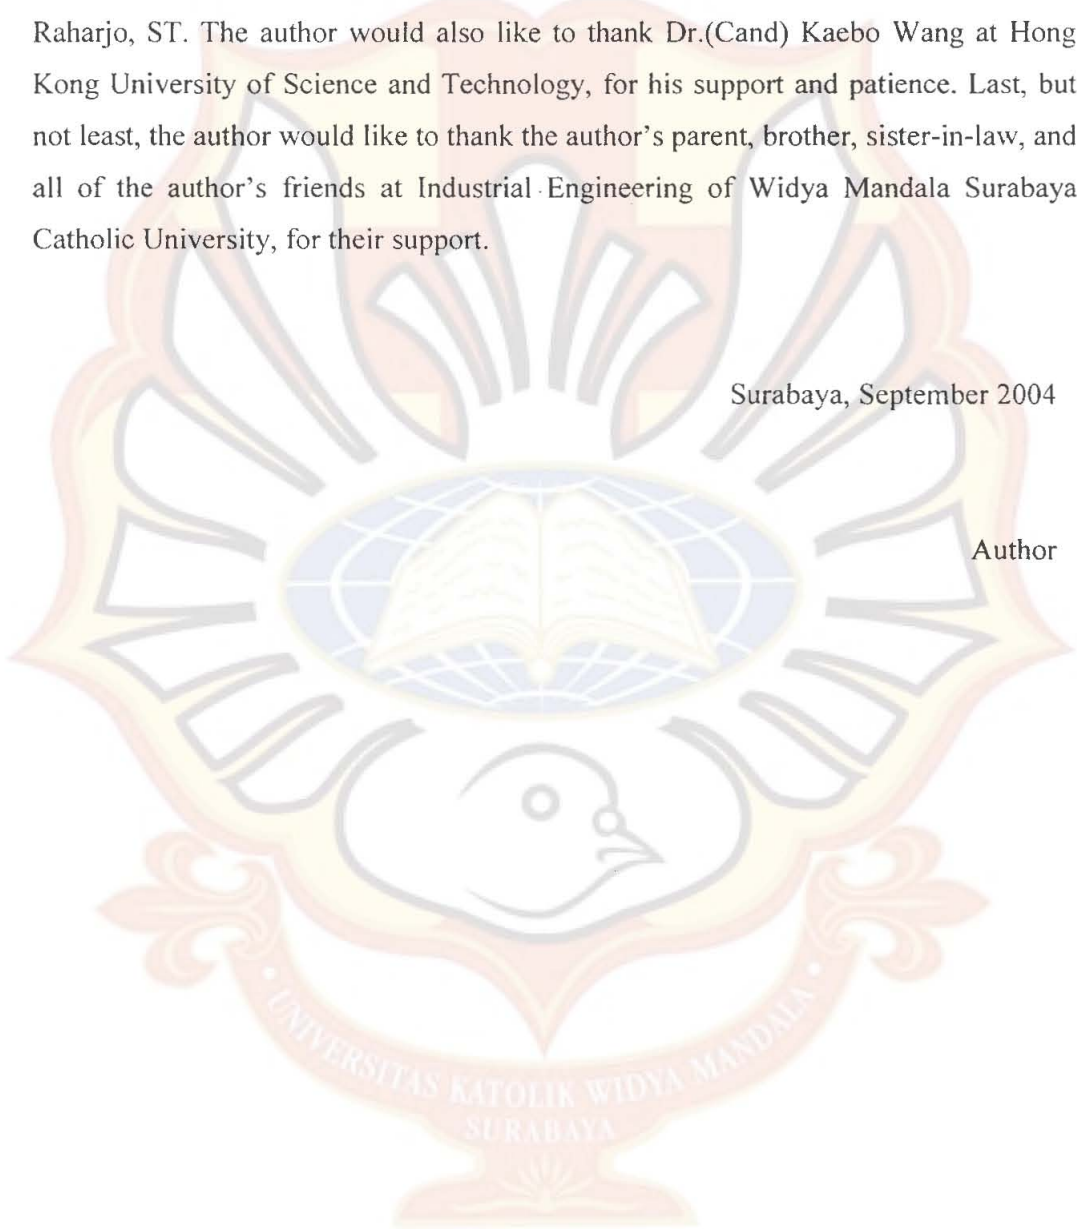 Raharjo, ST. The author would also like to thank Dr.(Cand) Kaebo Wang at Hong
Kong University of Science and Technology, for his support and patience. Last, but
not least, the author would like to thank the author's parent, brother, sister-in-law, and
all of the author's friends at Industrial Engineering of Widya Mandala Surabaya
Catholic University, for their support.
Surabaya, September 2004
Author
• UNIVERSITAS KATOLIK WIDYA MANDALA •
SURABAYA